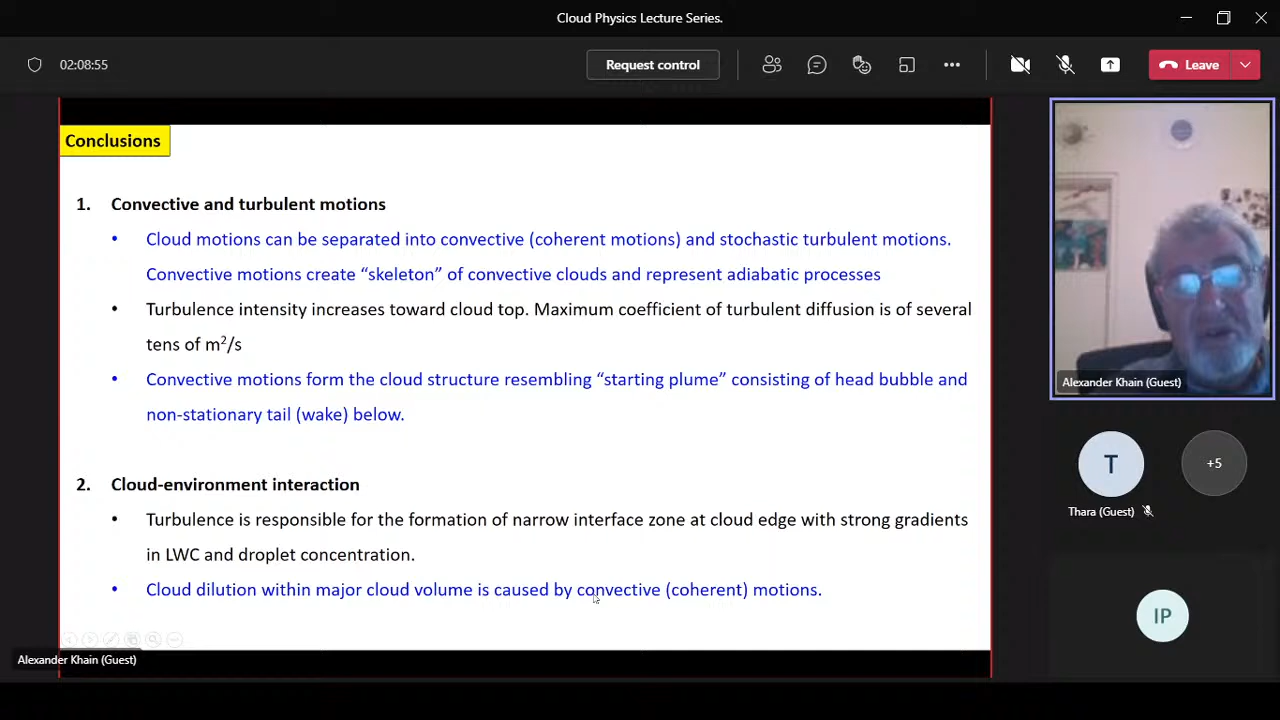 Cloud Physics Lecture Series.
02:08:55
Request control
Leave
Conclusions
1. Convective and turbulent motions
• Cloud motions can be separated into convective (coherent motions) and stochastic turbulent motions.
Convective motions create “skeleton” of convective clouds and represent adiabatic processes
• Turbulence intensity increases toward cloud top. Maximum coefficient of turbulent diffusion is of several
tens of m²/s
• Convective motions form the cloud structure resembling “starting plume” consisting of head bubble and
non-stationary tail (wake) below.
2. Cloud-environment interaction
• Turbulence is responsible for the formation of narrow interface zone at cloud edge with strong gradients
in LWC and droplet concentration.
• Cloud dilution within major cloud volume is caused by convective (coherent) motions.
Alexander Khain (Guest)
Alexander Khain (Guest)
T
+5
Thara (Guest)
IP